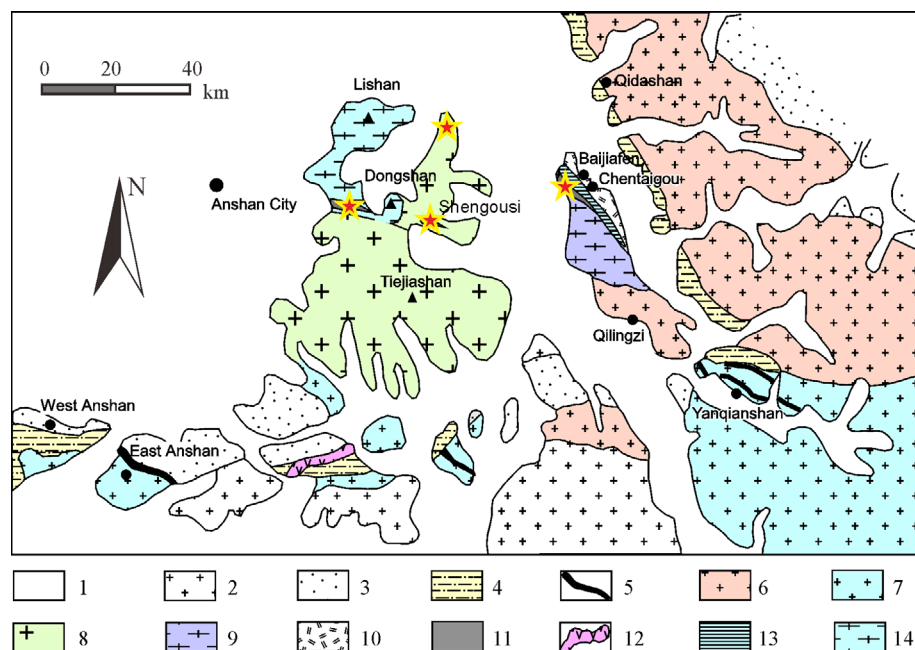 0 20 40
km
Lishan
Qidashan
Baijiafen
Dongshan
Chentaigou
Anshan City
Shengousi
N
Tiejiashan
Qilingzi
West Anshan
Yanqianshan
East Anshan
1 2 3 4 5 6 7
8 9 10 11 12 13 14